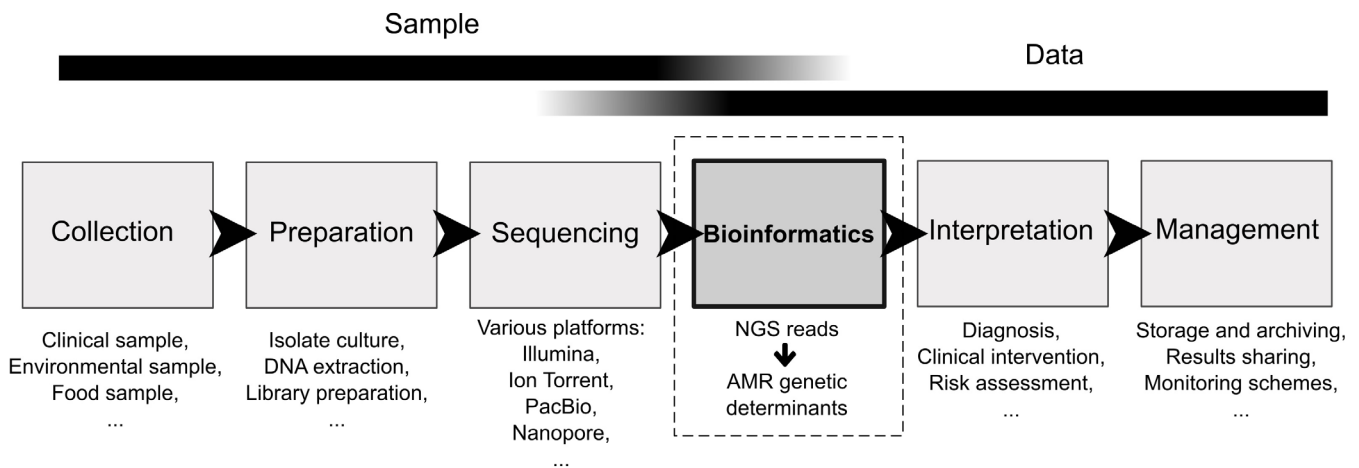 Sample
Data
Collection
Preparation
Sequencing
Bioinformatics
Interpretation
Management
Clinical sample,
Environmental sample,
Food sample,
...
Isolate culture,
DNA extraction,
Library preparation,
...
Various platforms:
Illumina,
Ion Torrent,
PacBio,
Nanopore,
...
NGS reads
AMR genetic
determinants
Diagnosis,
Clinical intervention,
Risk assessment,
...
Storage and archiving,
Results sharing,
Monitoring schemes,
...